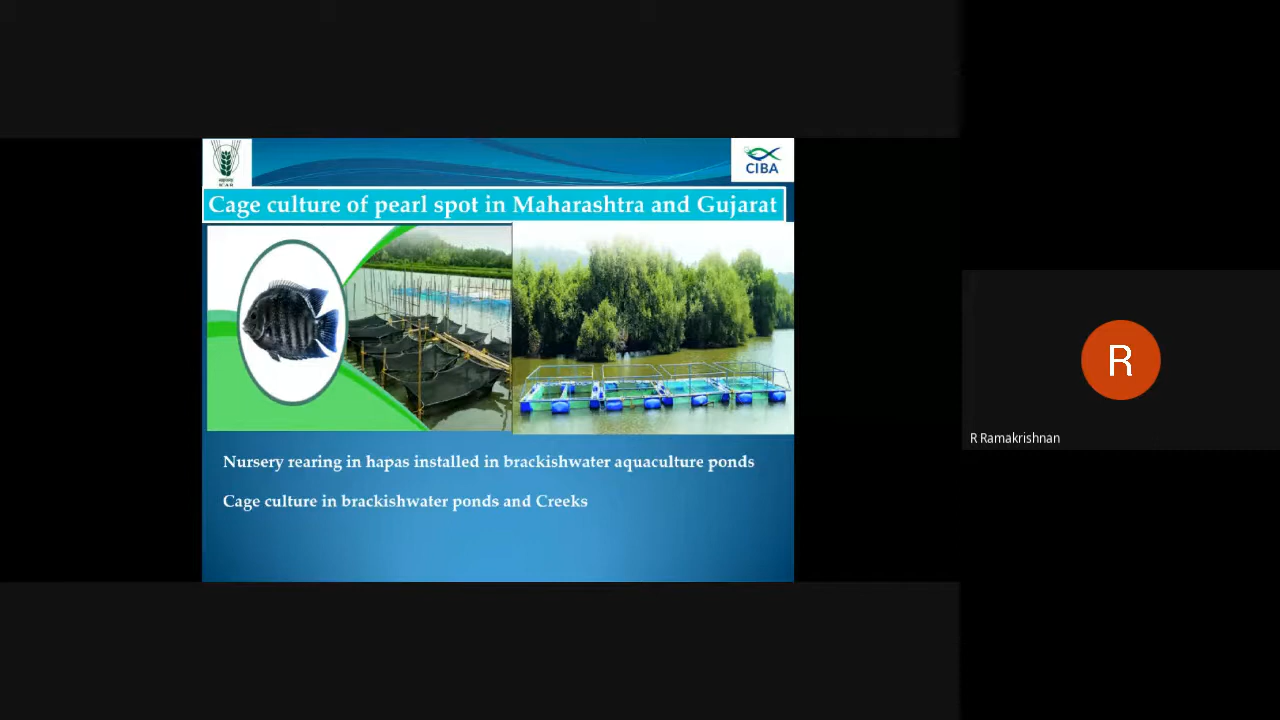 CIBA
Cage culture of pearl spot in Maharashtra and Gujarat
Nursery rearing in hapas installed in brackishwater aquaculture ponds
Cage culture in brackishwater ponds and Creeks
R
R Ramakrishnan